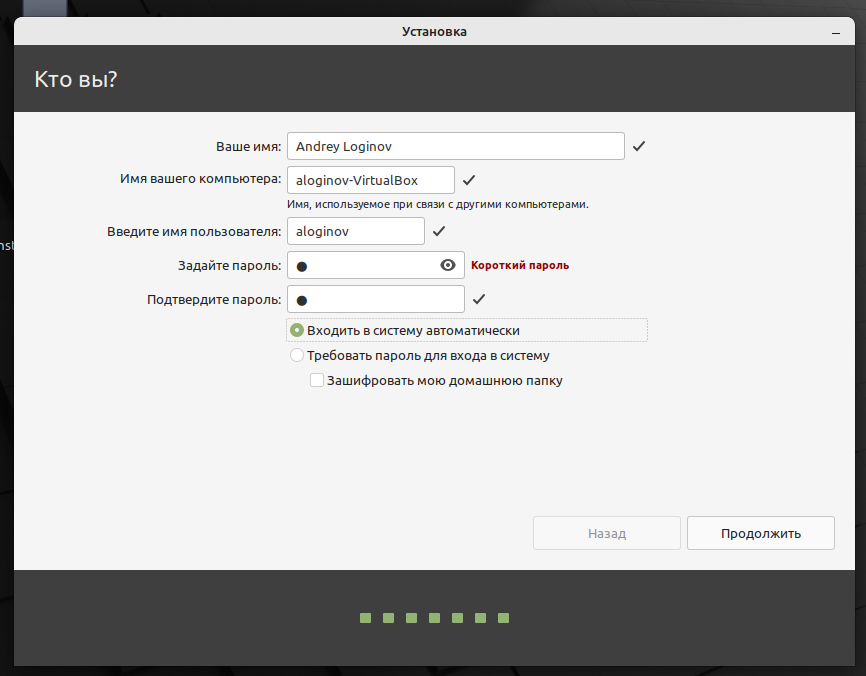 Установка
Кто вы?
Ваше имя: Andrey Loginov
Имя вашего компьютера: aloginov-VirtualBox
Имя, используемое при связи с другими компьютерами.
Введите имя пользователя: aloginov
Задайте пароль: ● Короткий пароль
Подтвердите пароль: ●
Входить в систему автоматически
Требовать пароль для входа в систему
Зашифровать мою домашнюю папку
Назад Продолжить